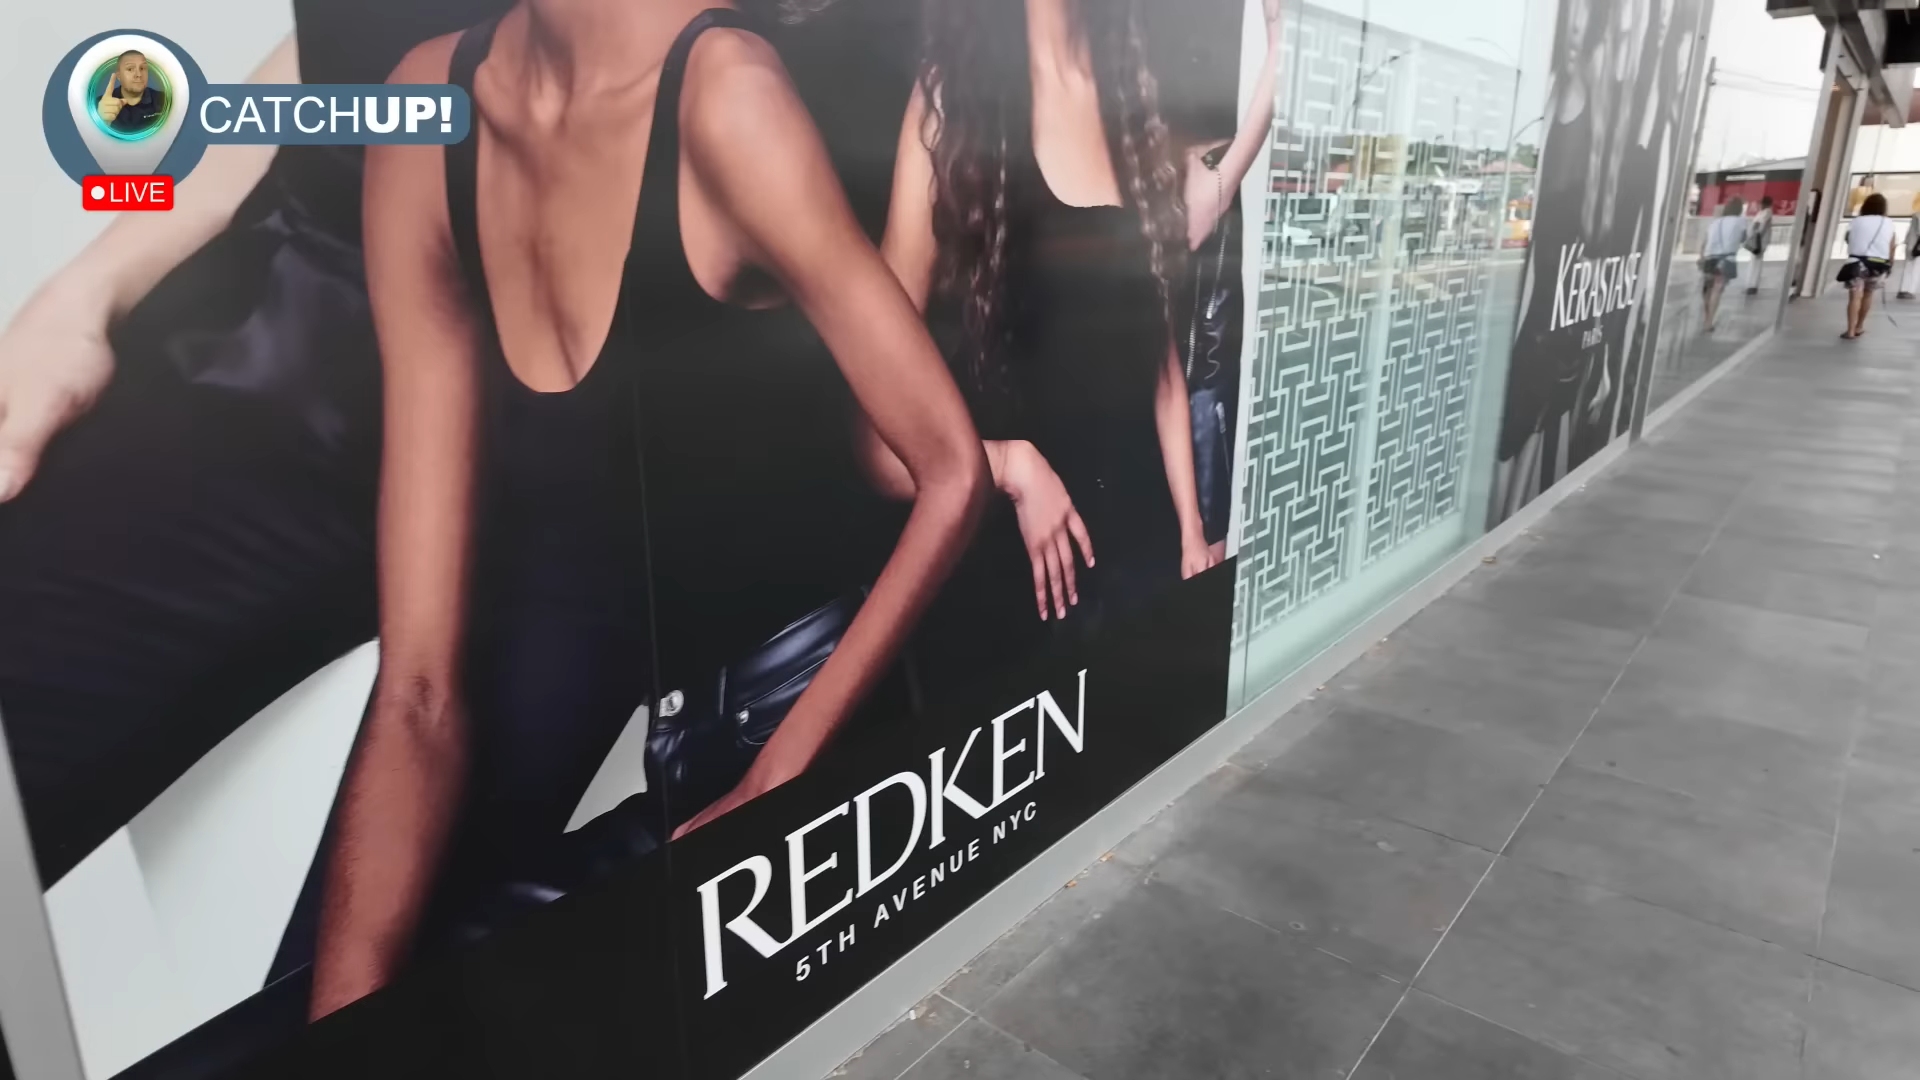 CATCHUP!
LIVE
REDKEN
5TH AVENUE NYC
KÉRASTASE
PARIS